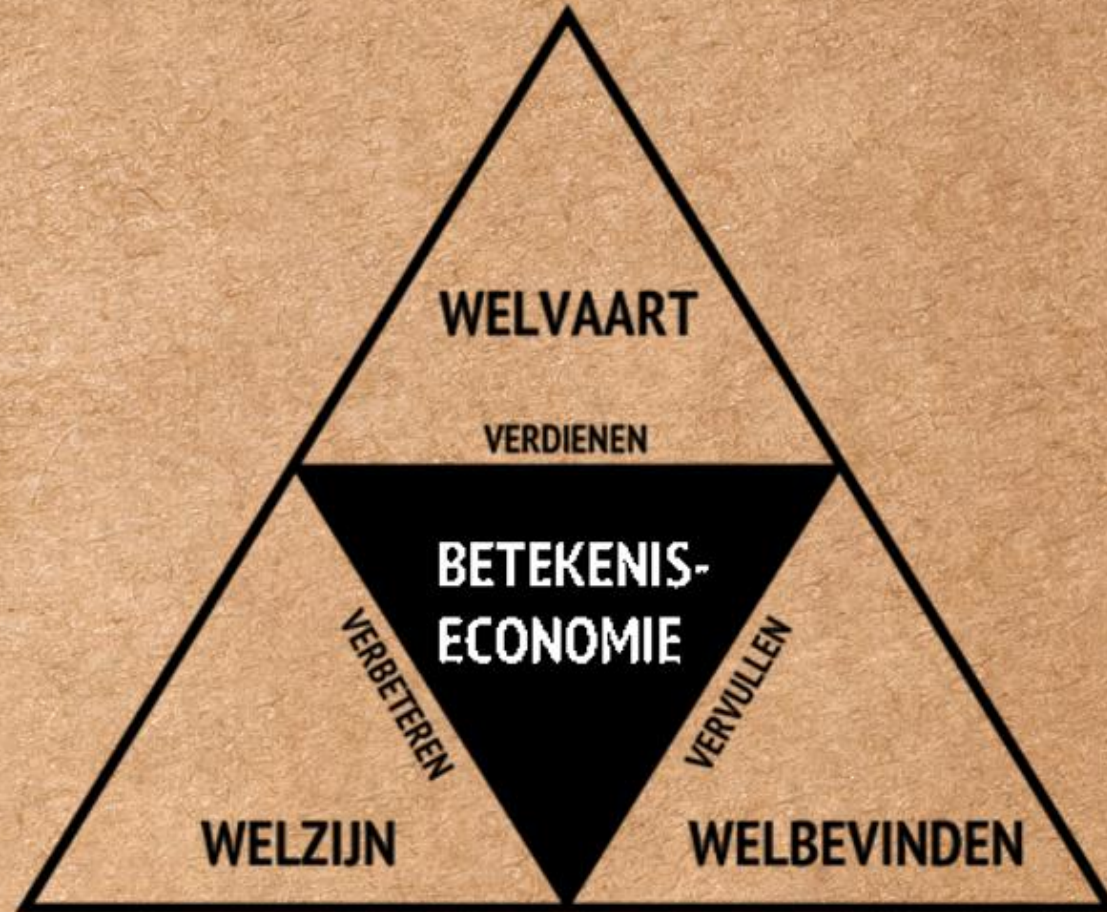 WELVAART
VERDIENEN
BETEKENIS-
ECONOMIE
VERBETEREN
VERVULLEN
WELZIJN
WELBEVINDEN